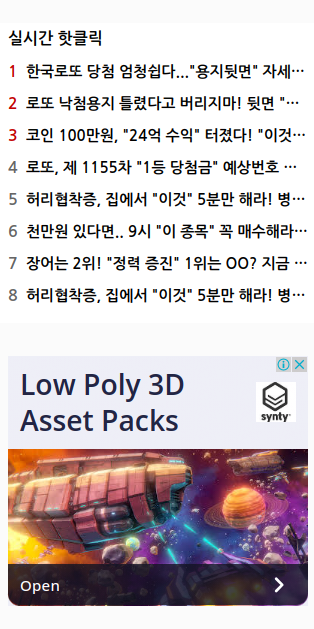 실시간 핫클릭
1 한국로또 당첨 엄청쉽다..."용지뒷면" 자세...
2 로또 낙첨용지 틀렸다고 버리지마! 뒷면 "...
3 코인 100만원, "24억 수익" 터졌다! "이것...
4 로또, 제 1155차 "1등 당첨금" 예상번호 ...
5 허리협착증, 집에서 "이것" 5분만 해라! 병...
6 천만원 있다면.. 9시 "이 종목" 꼭 매수해라...
7 장어는 2위! "정력 증진" 1위는 OO? 지금 ...
8 허리협착증, 집에서 "이것" 5분만 해라! 병...
Low Poly 3D
Asset Packs
synty
Open